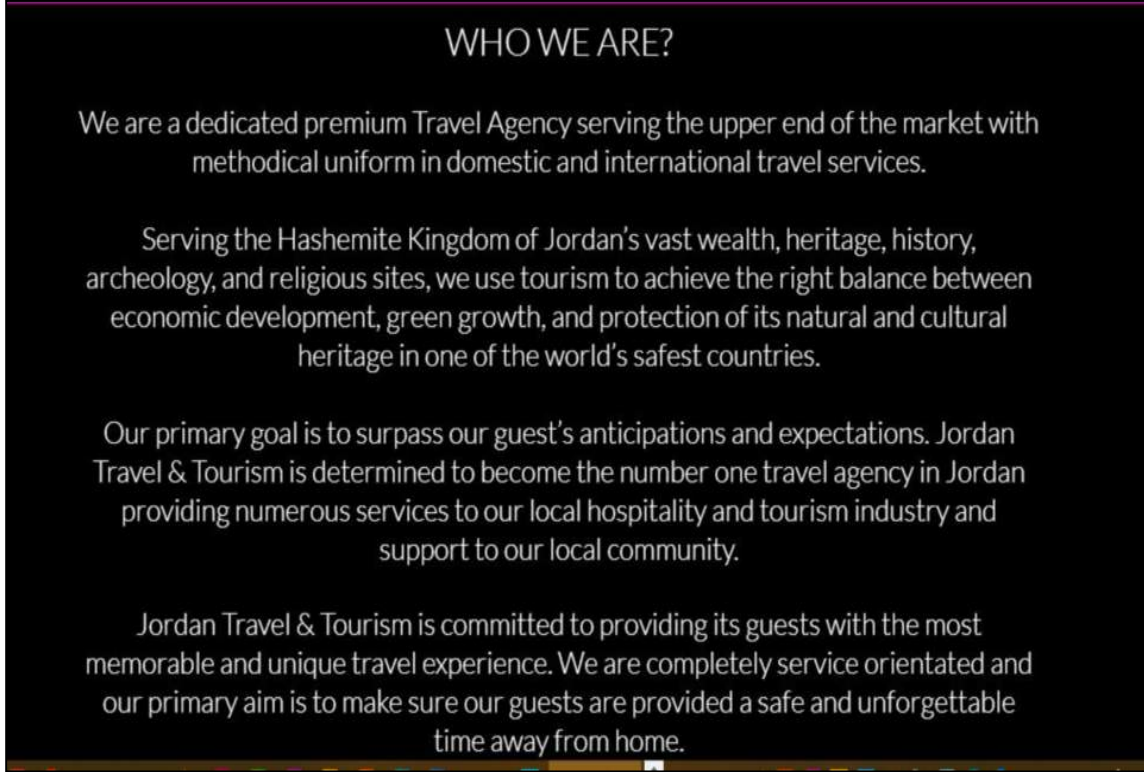 WHO WE ARE?
We are a dedicated premium Travel Agency serving the upper end of the market with
methodical uniform in domestic and international travel services.
Serving the Hashemite Kingdom of Jordan’s vast wealth, heritage, history,
archeology, and religious sites, we use tourism to achieve the right balance between
economic development, green growth, and protection of its natural and cultural
heritage in one of the world’s safest countries.
Our primary goal is to surpass our guest’s anticipations and expectations. Jordan
Travel & Tourism is determined to become the number one travel agency in Jordan
providing numerous services to our local hospitality and tourism industry and
support to our local community.
Jordan Travel & Tourism is committed to providing its guests with the most
memorable and unique travel experience. We are completely service orientated and
our primary aim is to make sure our guests are provided a safe and unforgettable
time away from home.